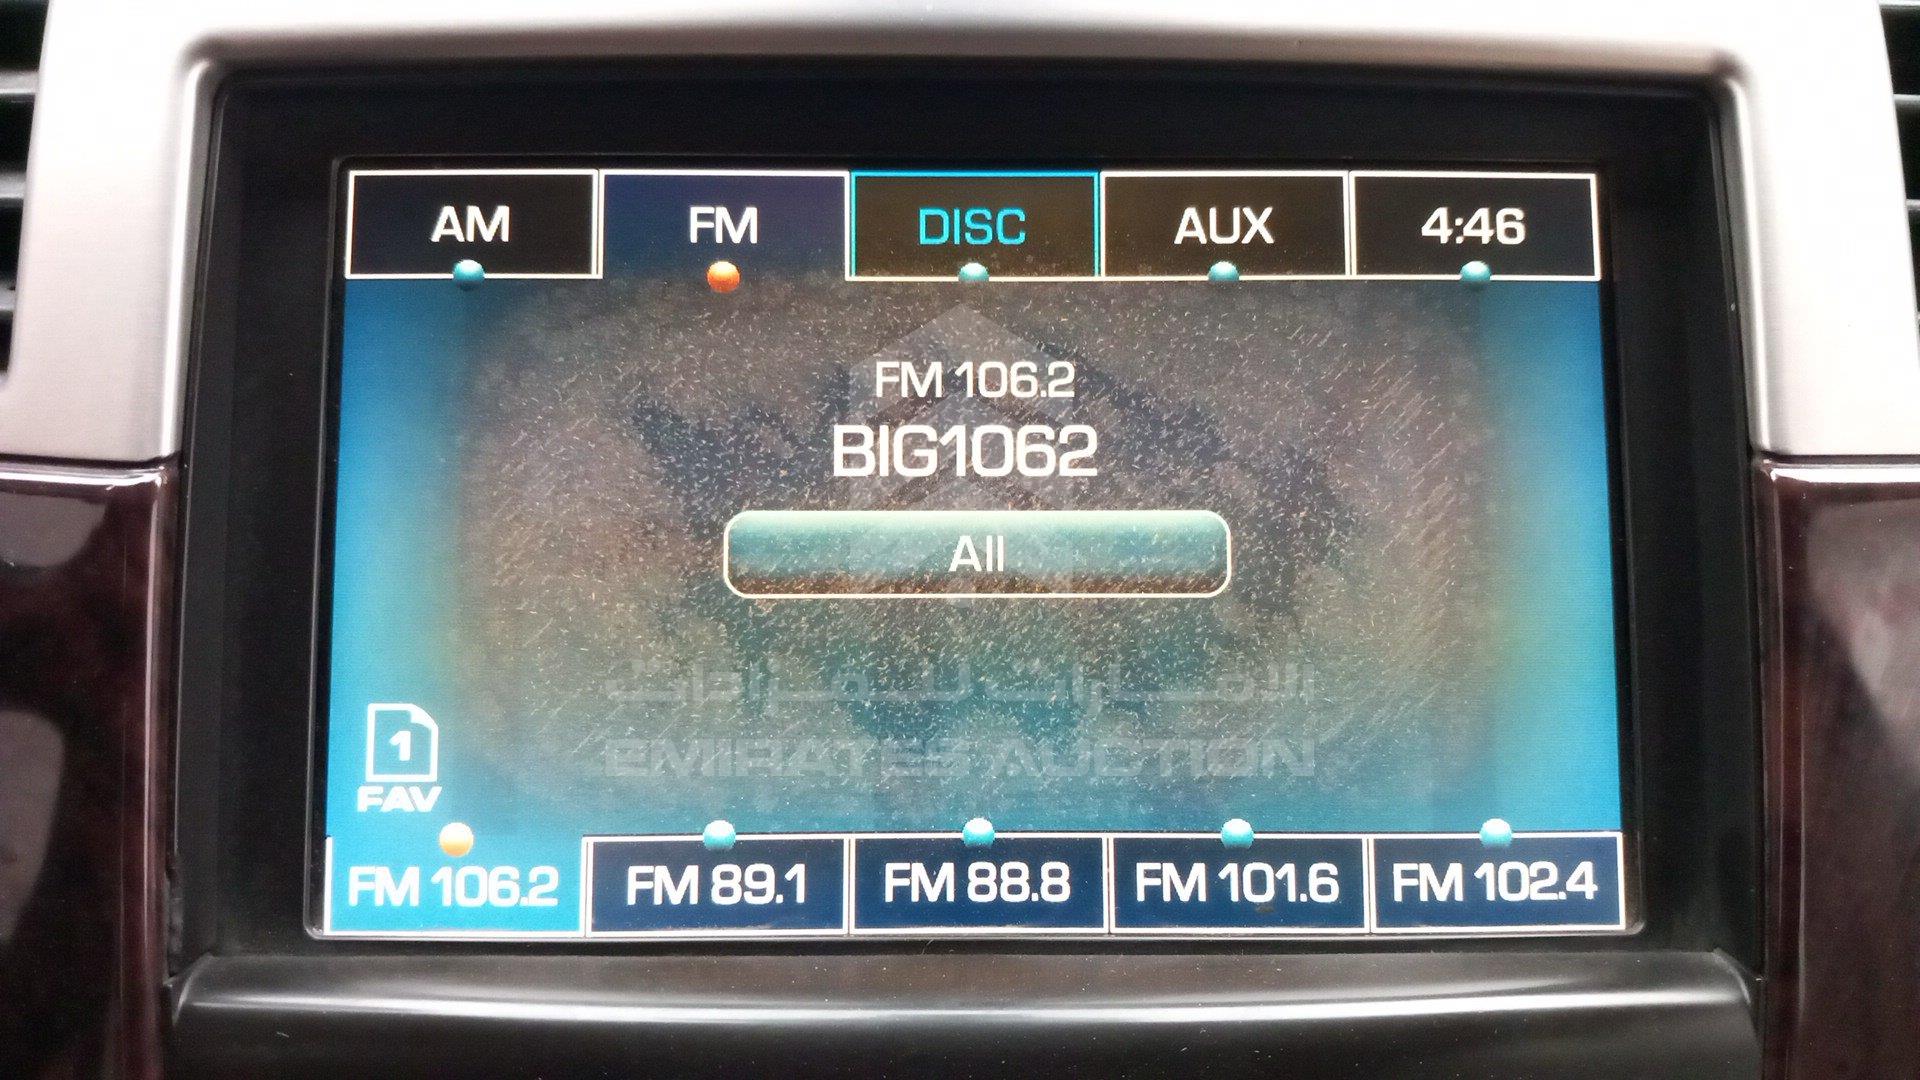 AM FM DISC AUX 4:46
FM 106.2
BIG1062
All
الامارات للمزادات
EMIRATES AUCTION
1
FAV
FM 106.2 FM 89.1 FM 88.8 FM 101.6 FM 102.4